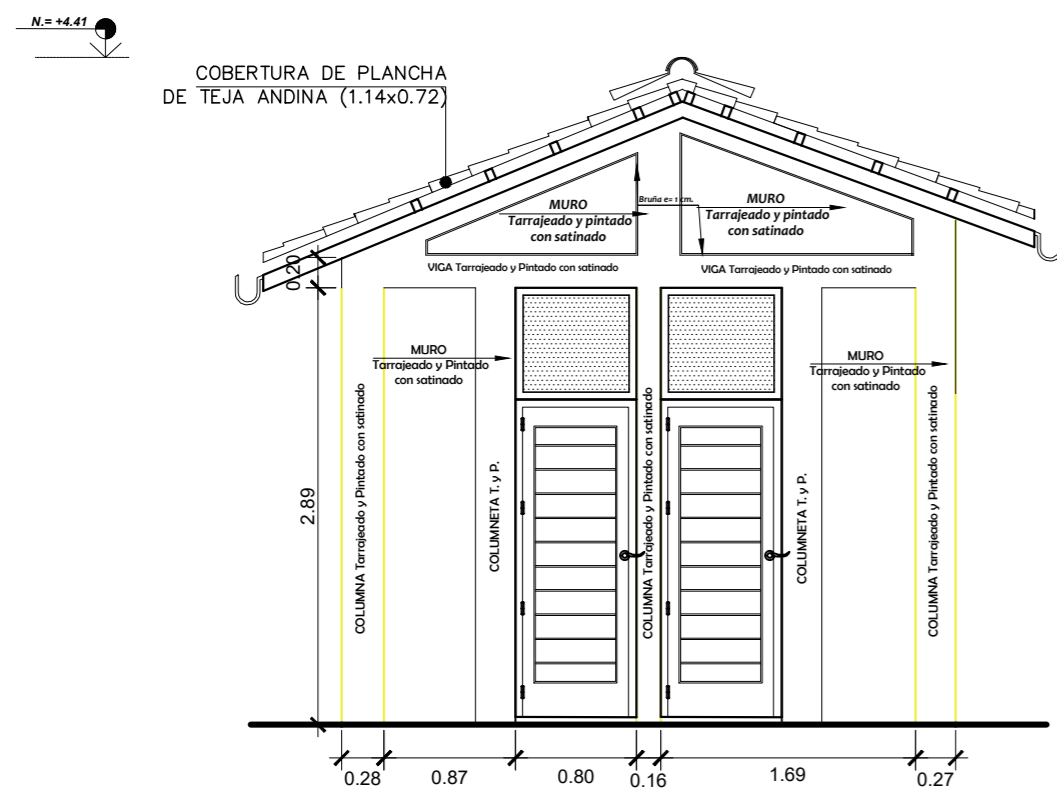 N.= +4.41
COBERTURA DE PLANCHA
DE TEJA ANDINA (1.14x0.72)
MURO
Tarrajeado y pintado
con satinado
Bruña e= 1 cm.
MURO
Tarrajeado y pintado
con satinado
VIGA Tarrajeado y Pintado con satinado
VIGA Tarrajeado y Pintado con satinado
0.20
2.89
MURO
Tarrajeado y Pintado
con satinado
MURO
Tarrajeado y Pintado
con satinado
COLUMNA Tarrajeado y Pintado con satinado
COLUMNETA T. y P.
COLUMNA Tarrajeado y Pintado con satinado
COLUMNETA T. y P.
COLUMNA Tarrajeado y Pintado con satinado
0.28
0.87
0.80
0.16
1.69
0.27